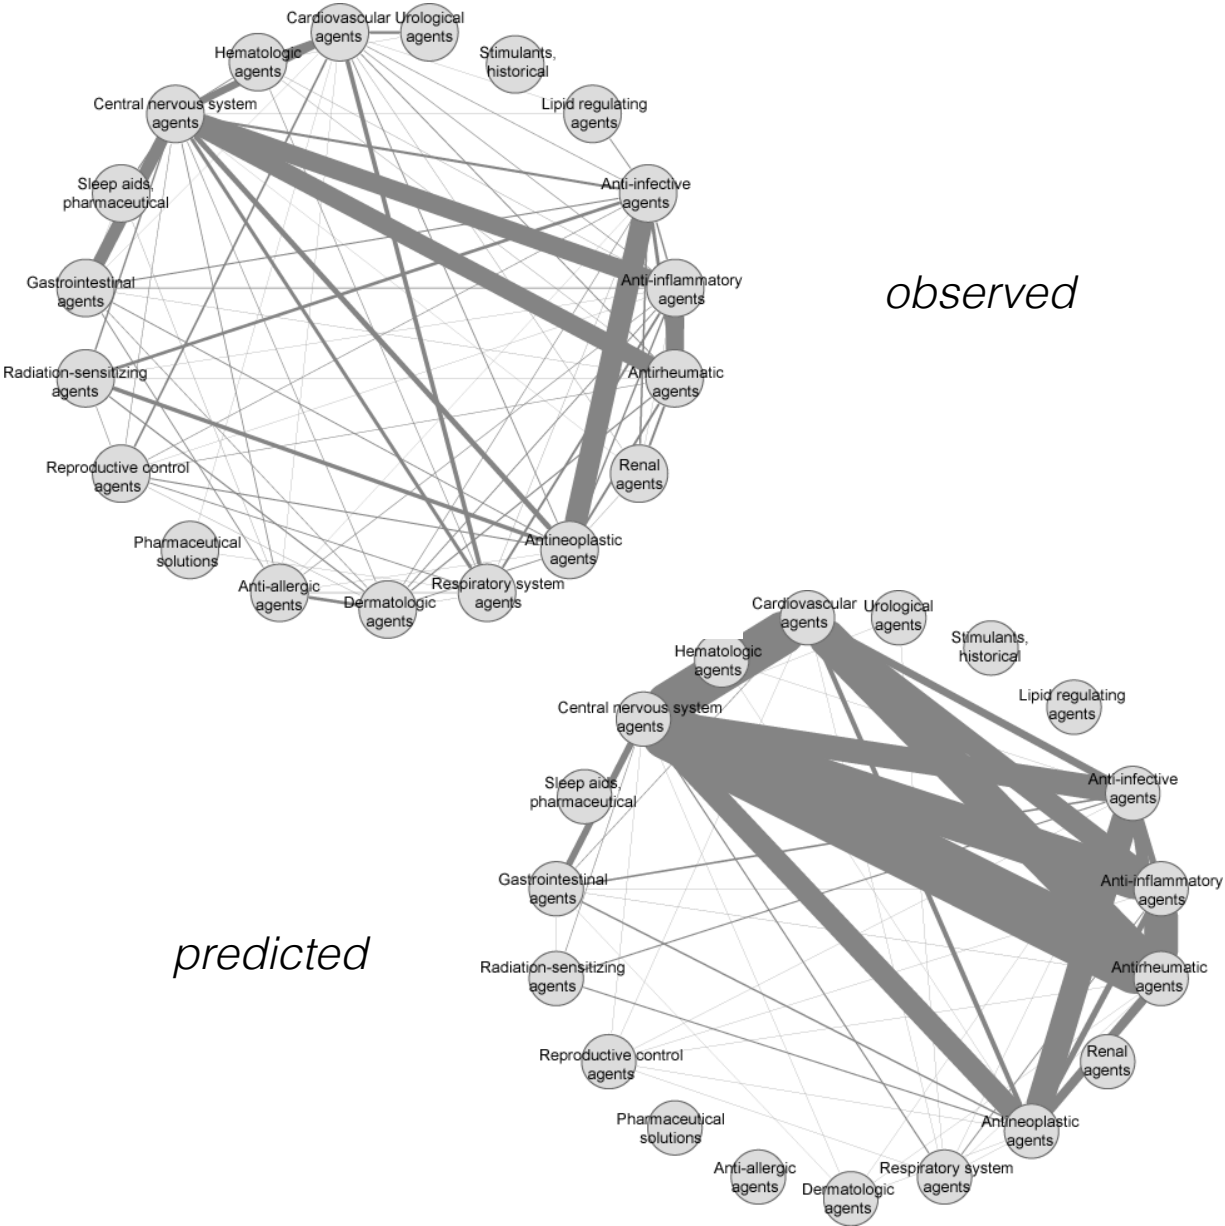 Cardiovascular
agents
Urological
agents
Hematologic
agents
Stimulants,
historical
Central nervous system
agents
Lipid regulating
agents
Sleep aids,
pharmaceutical
Anti-infective
agents
Gastrointestinal
agents
Anti-inflammatory
agents
observed
Radiation-sensitizing
agents
Antirheumatic
agents
Reproductive control
agents
Renal
agents
Pharmaceutical
solutions
Antineoplastic
agents
Anti-allergic
agents
Dermatologic
agents
Respiratory system
agents
Cardiovascular
agents
Urological
agents
Hematologic
agents
Stimulants,
historical
Central nervous system
agents
Lipid regulating
agents
Sleep aids,
pharmaceutical
Anti-infective
agents
Gastrointestinal
agents
Anti-inflammatory
agents
predicted
Radiation-sensitizing
agents
Antirheumatic
agents
Reproductive control
agents
Renal
agents
Pharmaceutical
solutions
Antineoplastic
agents
Anti-allergic
agents
Dermatologic
agents
Respiratory system
agents